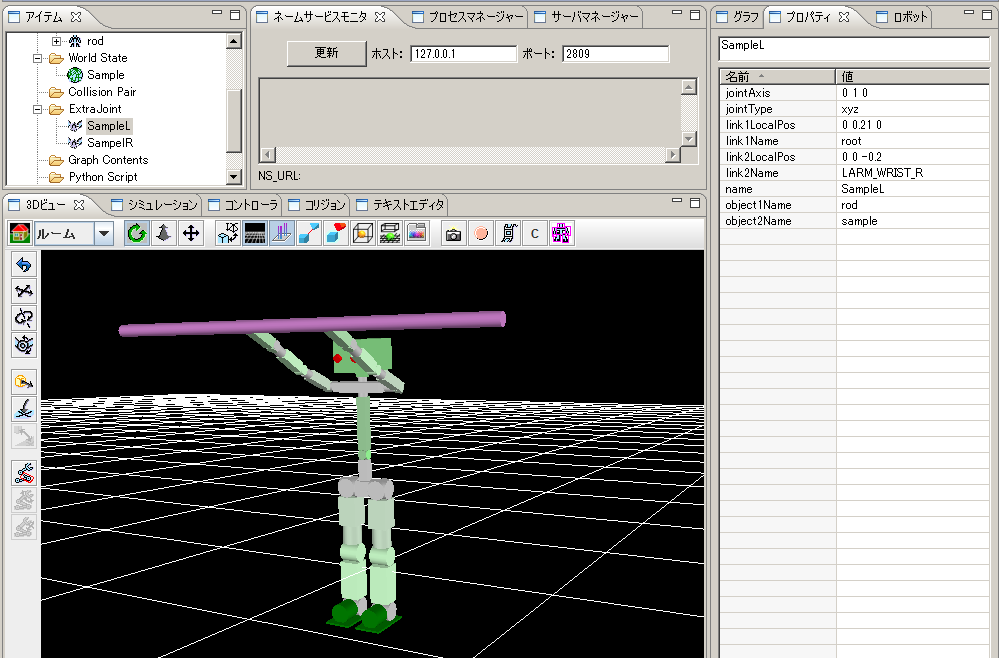 アイテム
rod
World State
Sample
Collision Pair
ExtraJoint
SampleL
SampelR
Graph Contents
Python Script
ネームサービスモニタ プロセスマネージャー サーバマネージャー
更新 ホスト: 127.0.0.1 ポート: 2809
NS_URL:
グラフ プロパティ ロボット
SampleL
名前 値
jointAxis 0 1 0
jointType xyz
link1LocalPos 0 0.21 0
link1Name root
link2LocalPos 0 0 -0.2
link2Name LARM_WRIST_R
name SampleL
object1Name rod
object2Name sample
3Dビュー シミュレーション コントローラ コリジョン テキストエディタ
ルーム
C